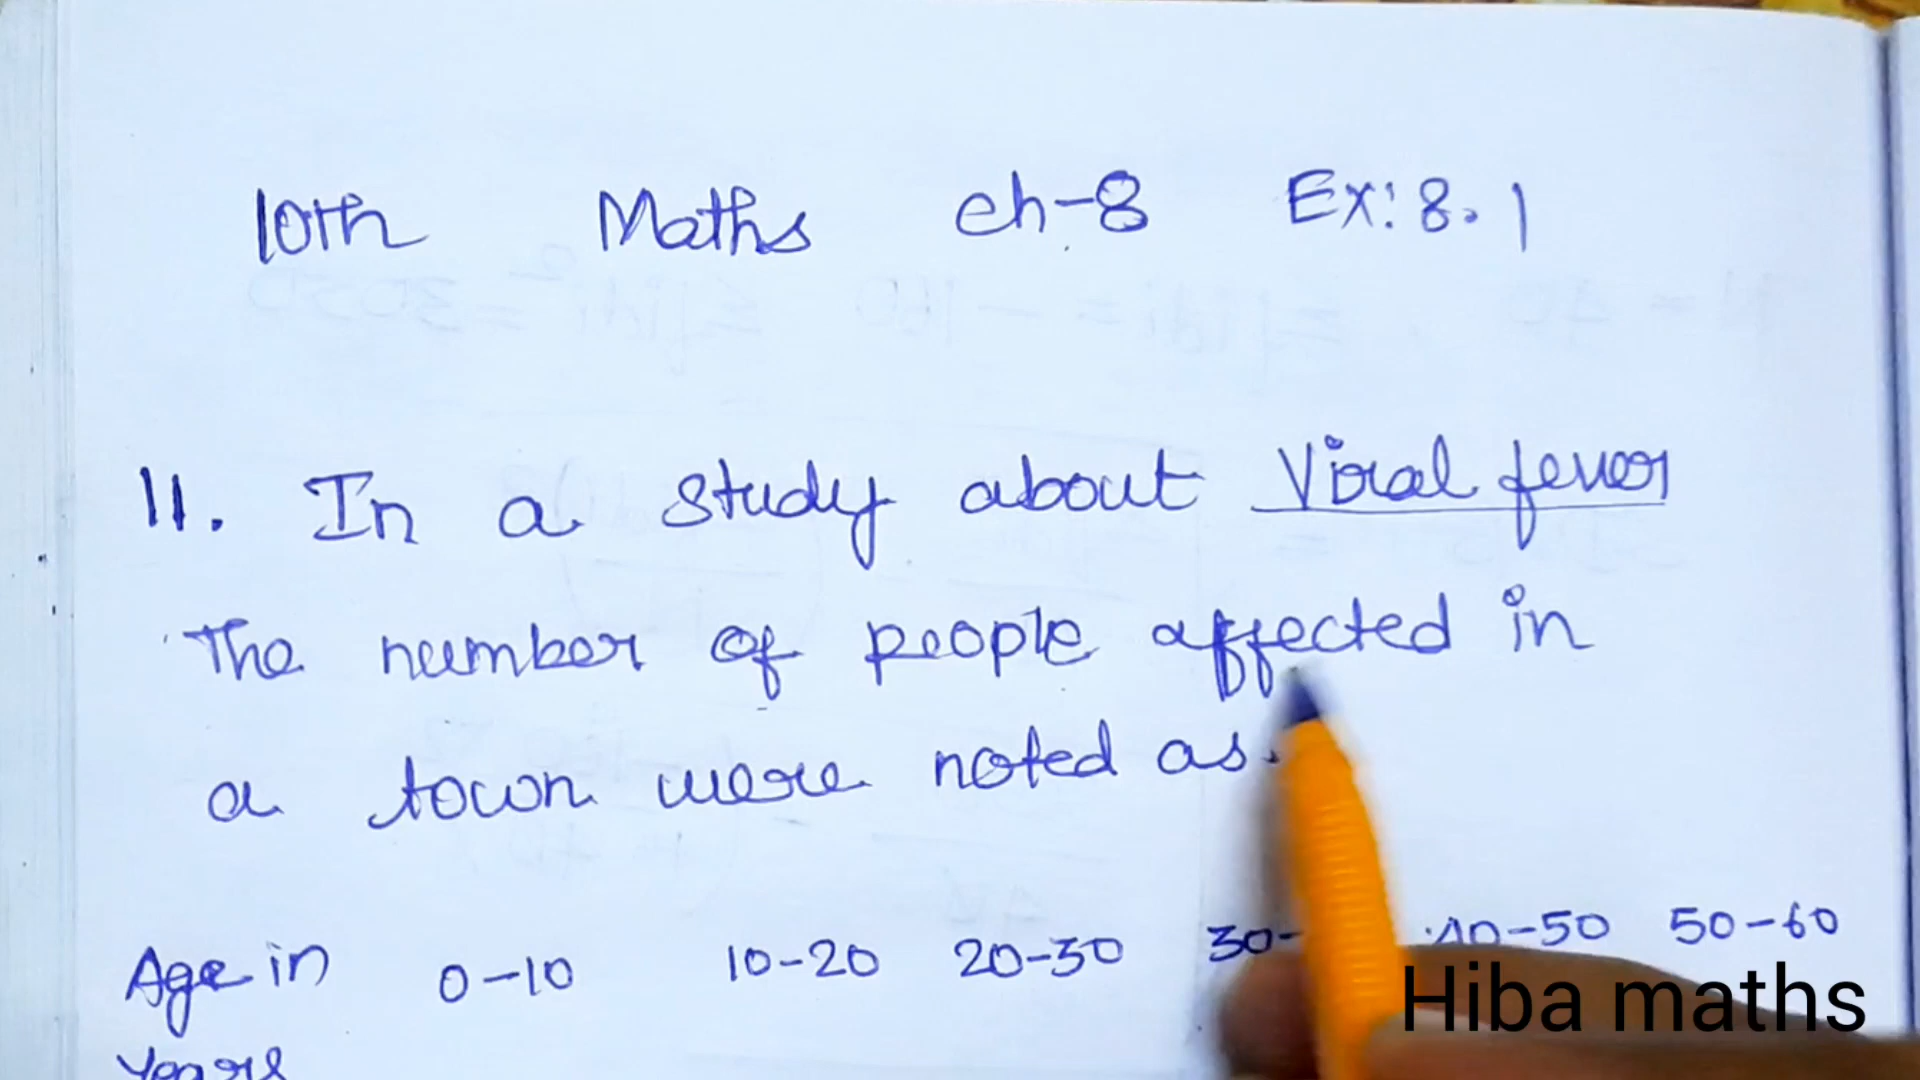 10th Maths ch-8 Ex: 8.1
11. In a study about Viral fever
The number of people affected in
a town were noted as.
Age in 0-10 10-20 20-30 30- 40-50 50-60
years
Hiba maths